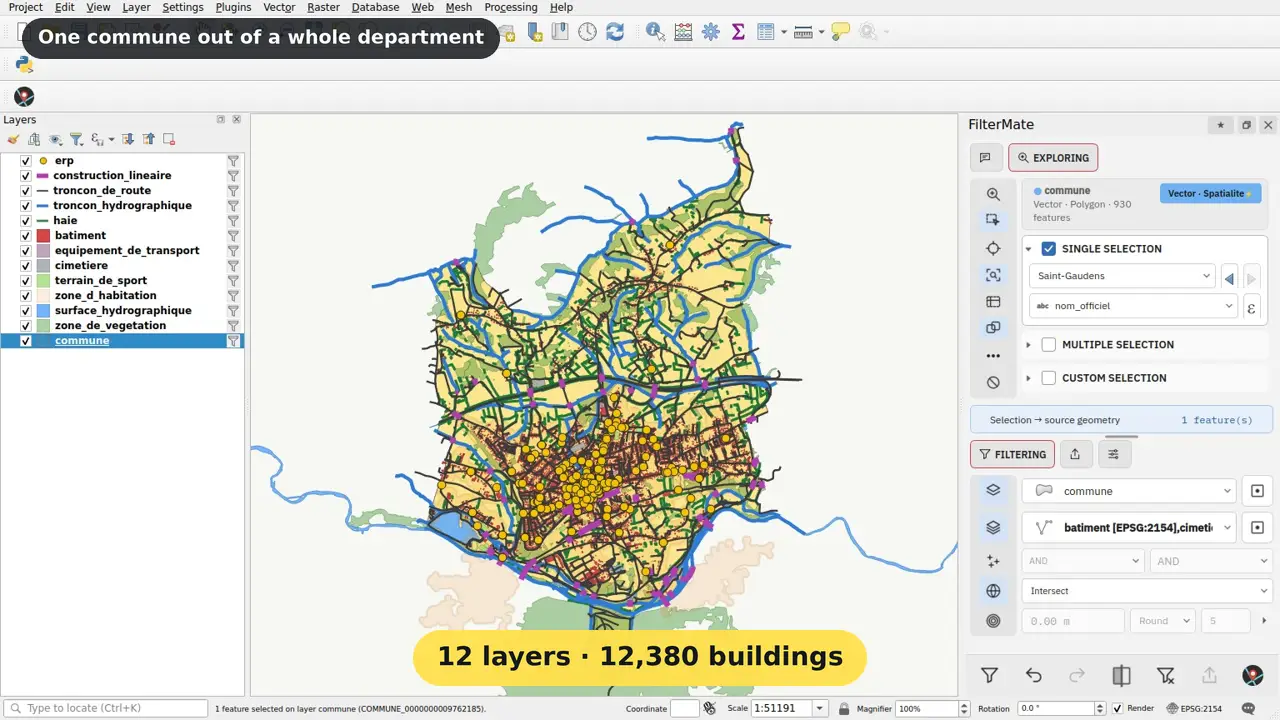 Project Edit View Layer Settings Plugins Vector Raster Database Web Mesh Processing Help
One commune out of a whole department
Layers
erp
construction_lineaire
troncon_de_route
troncon_hydrographique
haie
batiment
equipement_de_transport
cimetiere
terrain_de_sport
zone_d_habitation
surface_hydrographique
zone_de_vegetation
commune
12 layers · 12,380 buildings
FilterMate
EXPLORING
commune
Vector · Polygon · 930 features
Vector · Spatialite
SINGLE SELECTION
Saint-Gaudens
abc nom_officiel
ε
MULTIPLE SELECTION
CUSTOM SELECTION
Selection → source geometry 1 feature(s)
FILTERING
commune
batiment [EPSG:2154],cimeti
AND AND
Intersect
0.00 m Round 5
Type to locate (Ctrl+K)
1 feature selected on layer commune (COMMUNE_0000000009762185).
Coordinate
Scale 1:51191
Magnifier 100%
Rotation 0.0 °
Render
EPSG:2154